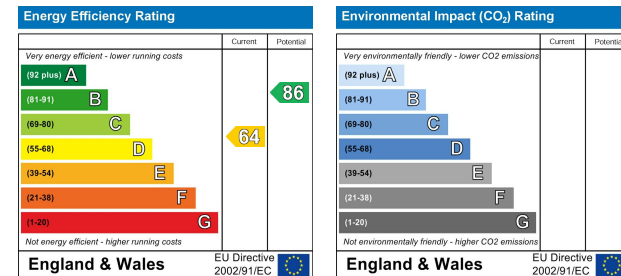 Energy Efficiency Rating
Current Potential
Very energy efficient - lower running costs
(92 plus) A
(81-91) B
(69-80) C
(55-68) D
(39-54) E
(21-38) F
(1-20) G
64
86
Not energy efficient - higher running costs
England & Wales
EU Directive
2002/91/EC
Environmental Impact (CO₂) Rating
Current Potentia
Very environmentally friendly - lower CO2 emissions
(92 plus) A
(81-91) B
(69-80) C
(55-68) D
(39-54) E
(21-38) F
(1-20) G
Not environmentally friendly - higher CO2 emissions
England & Wales
EU Directive
2002/91/EC